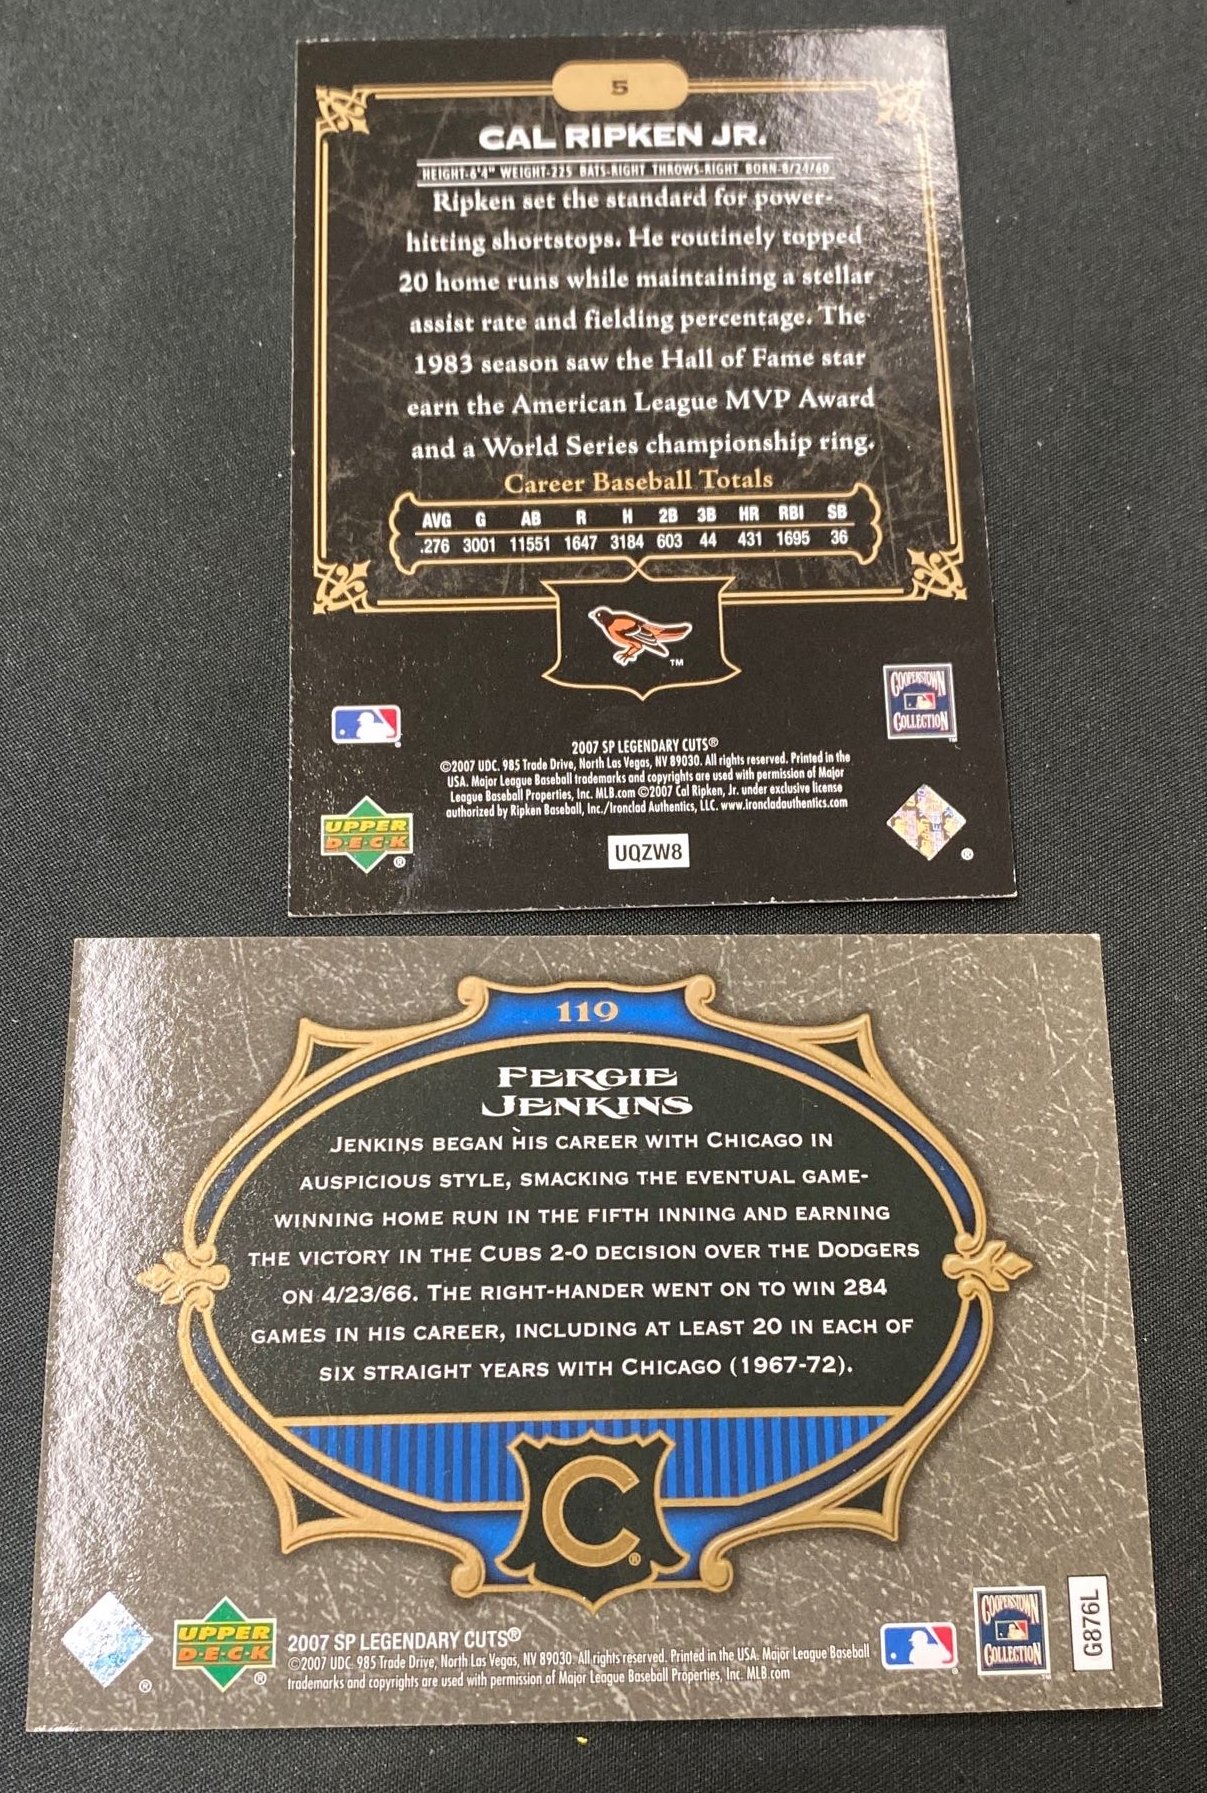 5
CAL RIPKEN JR.
HEIGHT-6'4" WEIGHT-225 BATS-RIGHT THROWS-RIGHT BORN-8/24/60
Ripken set the standard for power-
hitting shortstops. He routinely topped
20 home runs while maintaining a stellar
assist rate and fielding percentage. The
1983 season saw the Hall of Fame star
earn the American League MVP Award
and a World Series championship ring.
Career Baseball Totals
AVG G AB R H 2B 3B HR RBI SB
.276 3001 11551 1647 3184 603 44 431 1695 36
TM
COOPERSTOWN
COLLECTION
TM
®
2007 SP LEGENDARY CUTS®
©2007 UDC. 985 Trade Drive, North Las Vegas, NV 89030. All rights reserved. Printed in the
USA. Major League Baseball trademarks and copyrights are used with permission of Major
League Baseball Properties, Inc. MLB.com ©2007 Cal Ripken, Jr. under exclusive license
authorized by Ripken Baseball, Inc./Ironclad Authentics, LLC. www.ironcladauthentics.com
UPPER
D·E·C·K
®
UQZW8
®
119
FERGIE
JENKINS
JENKINS BEGAN HIS CAREER WITH CHICAGO IN
AUSPICIOUS STYLE, SMACKING THE EVENTUAL GAME-
WINNING HOME RUN IN THE FIFTH INNING AND EARNING
THE VICTORY IN THE CUBS 2-0 DECISION OVER THE DODGERS
ON 4/23/66. THE RIGHT-HANDER WENT ON TO WIN 284
GAMES IN HIS CAREER, INCLUDING AT LEAST 20 IN EACH OF
SIX STRAIGHT YEARS WITH CHICAGO (1967-72).
C®
®
UPPER
D·E·C·K
®
2007 SP LEGENDARY CUTS®
©2007 UDC. 985 Trade Drive, North Las Vegas, NV 89030. All rights reserved. Printed in the USA. Major League Baseball
trademarks and copyrights are used with permission of Major League Baseball Properties, Inc. MLB.com
®
COOPERSTOWN
COLLECTION
TM
G876L